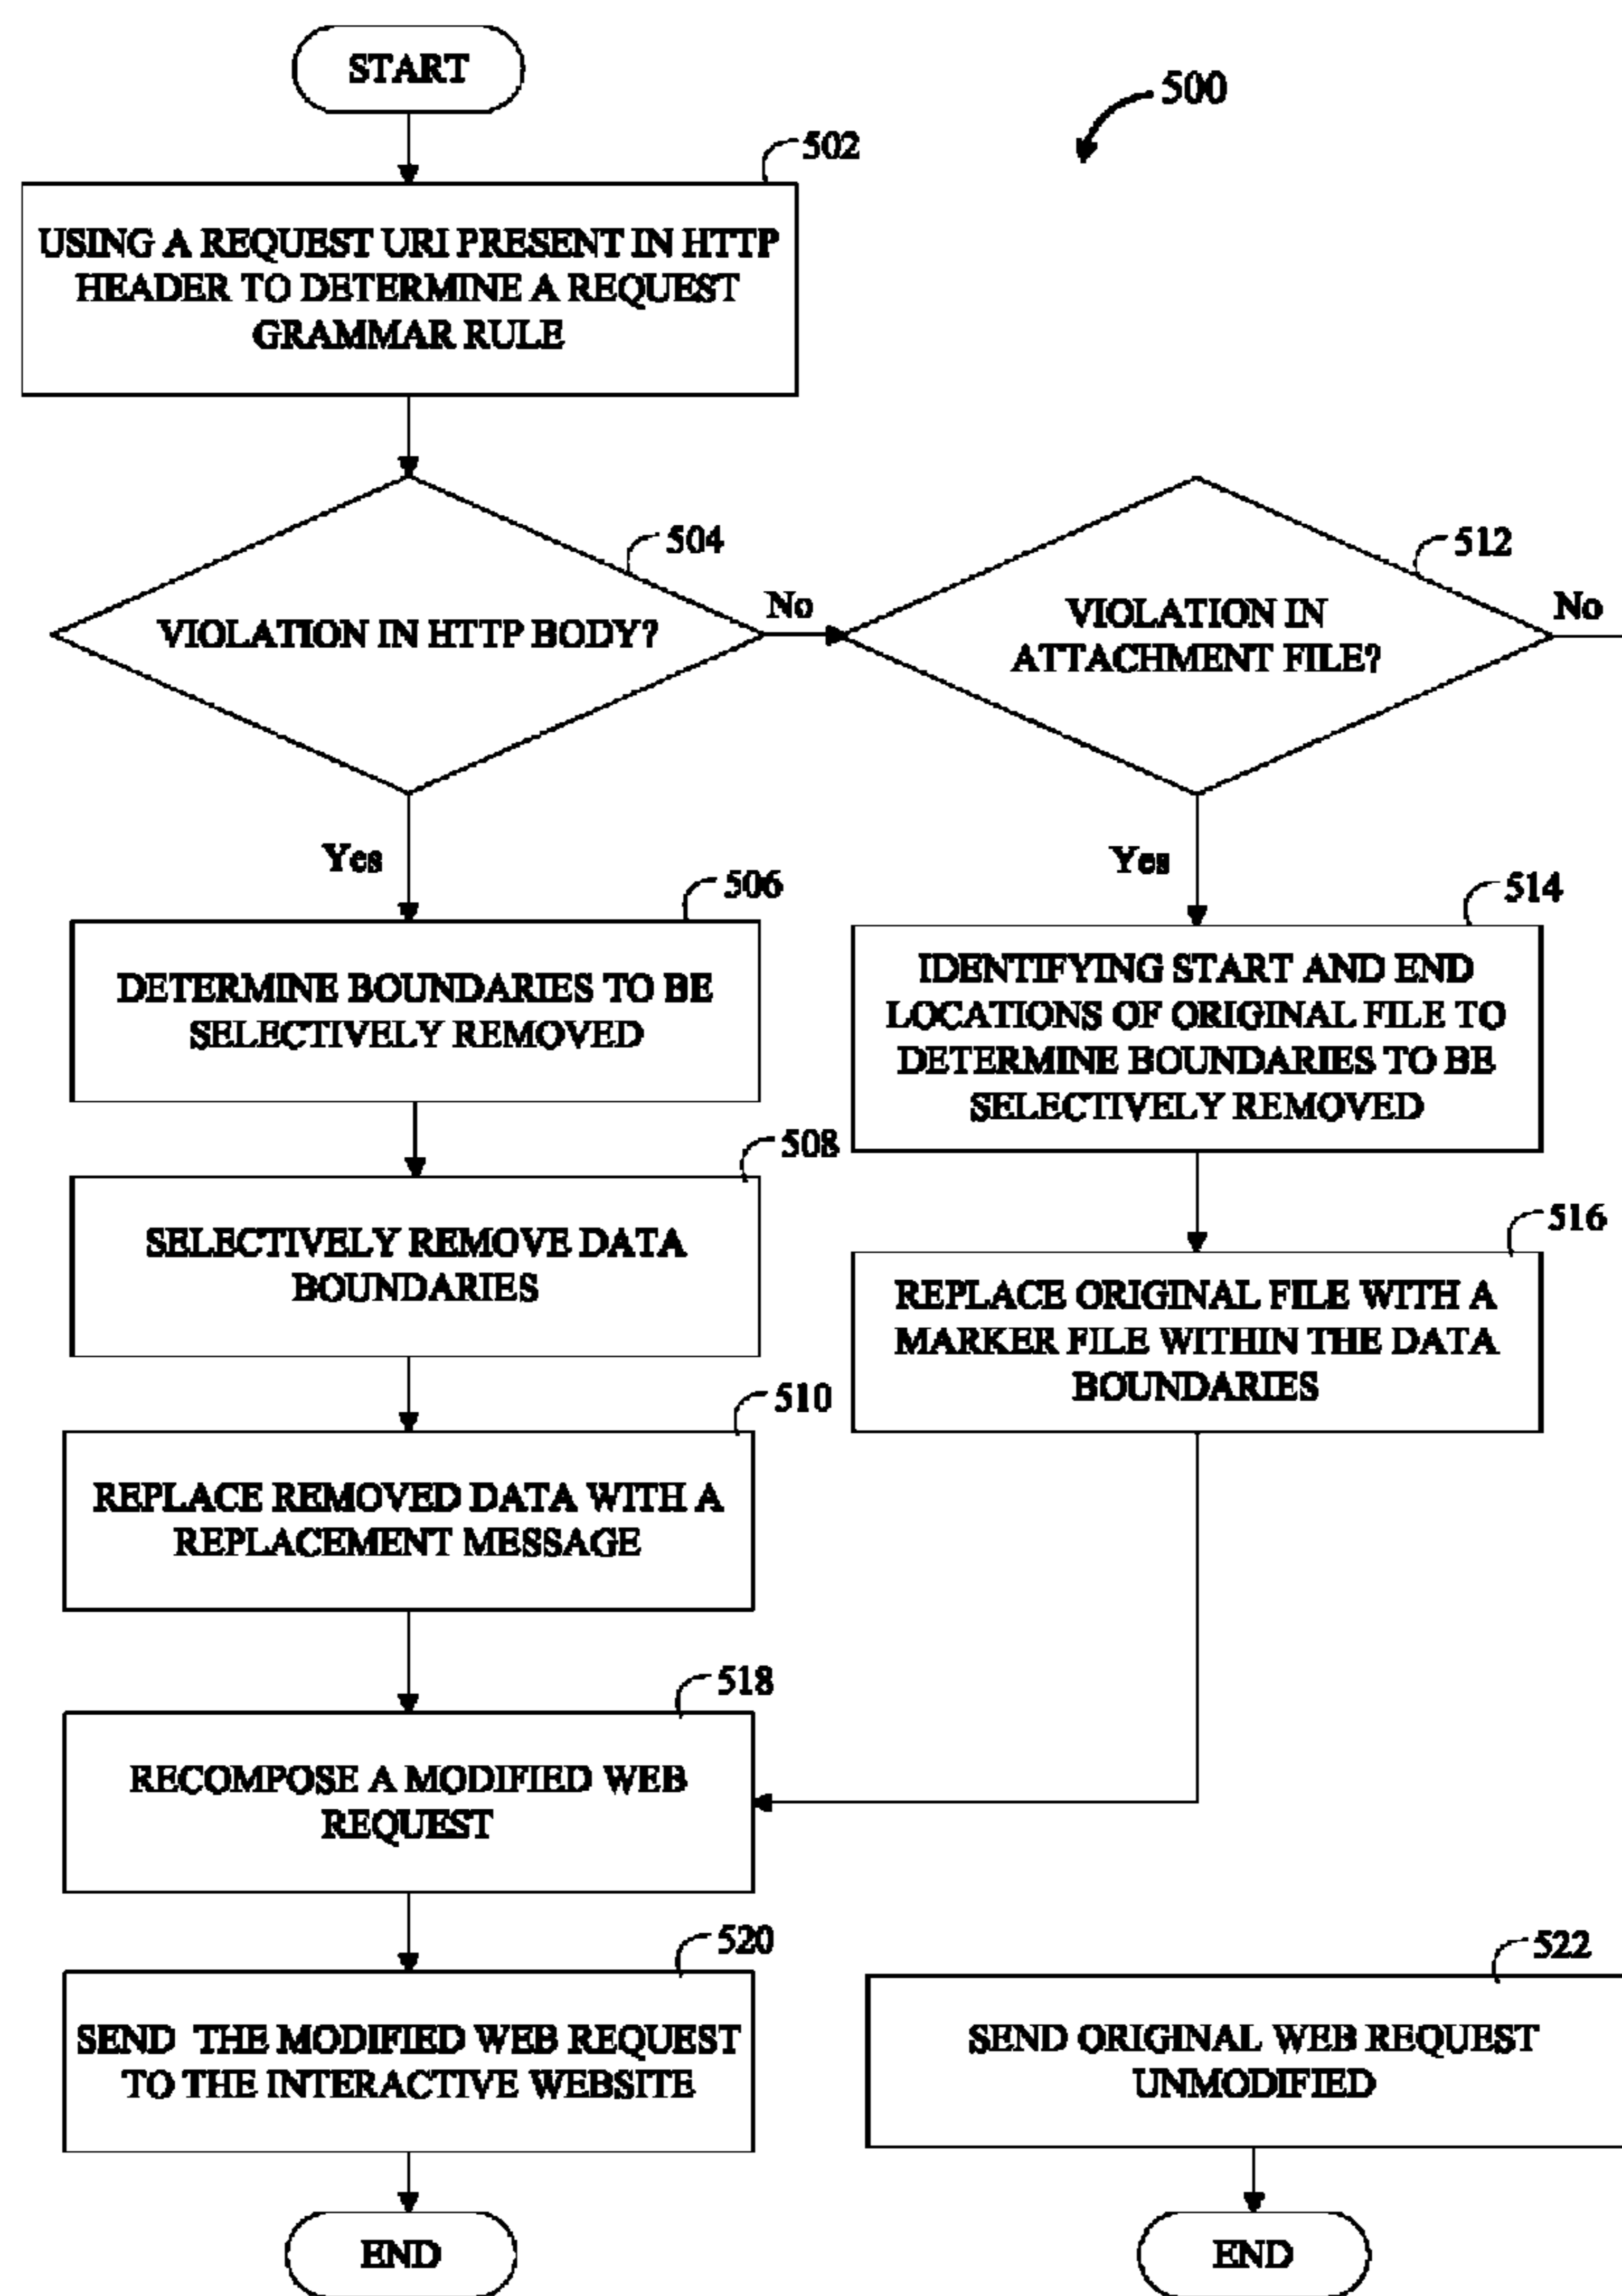 START
500
502
USING A REQUEST URI PRESENT IN HTTP
HEADER TO DETERMINE A REQUEST
GRAMMAR RULE
504
VIOLATION IN HTTP BODY?
No
512
VIOLATION IN
ATTACHMENT FILE?
No
Yes
Yes
506
DETERMINE BOUNDARIES TO BE
SELECTIVELY REMOVED
514
IDENTIFYING START AND END
LOCATIONS OF ORIGINAL FILE TO
DETERMINE BOUNDARIES TO BE
SELECTIVELY REMOVED
508
SELECTIVELY REMOVE DATA
BOUNDARIES
516
REPLACE ORIGINAL FILE WITH A
MARKER FILE WITHIN THE DATA
BOUNDARIES
510
REPLACE REMOVED DATA WITH A
REPLACEMENT MESSAGE
518
RECOMPOSE A MODIFIED WEB
REQUEST
520
SEND THE MODIFIED WEB REQUEST
TO THE INTERACTIVE WEBSITE
522
SEND ORIGINAL WEB REQUEST
UNMODIFIED
END
END